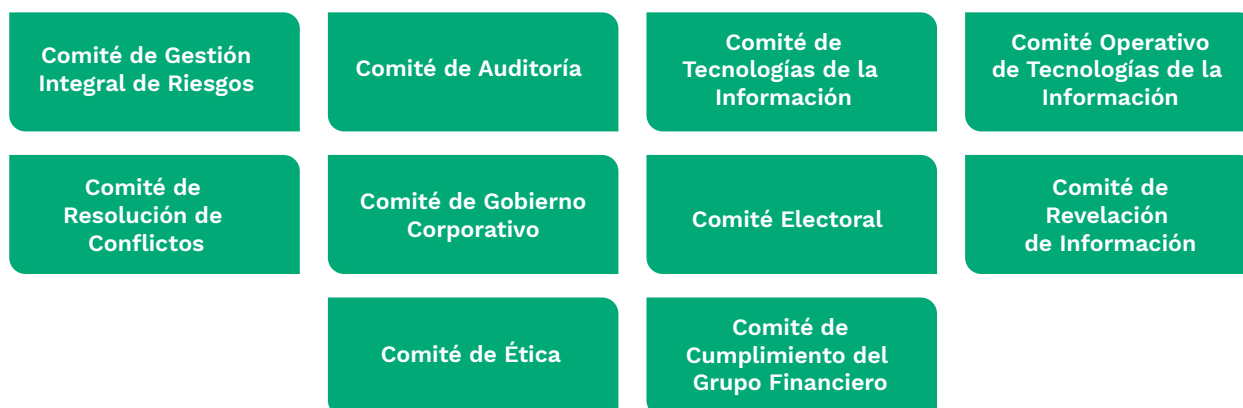 Comité de Gestión
Integral de Riesgos
Comité de Auditoría
Comité de
Tecnologías de la
Información
Comité Operativo
de Tecnologías de la
Información
Comité de
Resolución de
Conflictos
Comité de Gobierno
Corporativo
Comité Electoral
Comité de
Revelación
de Información
Comité de Ética
Comité de
Cumplimiento del
Grupo Financiero